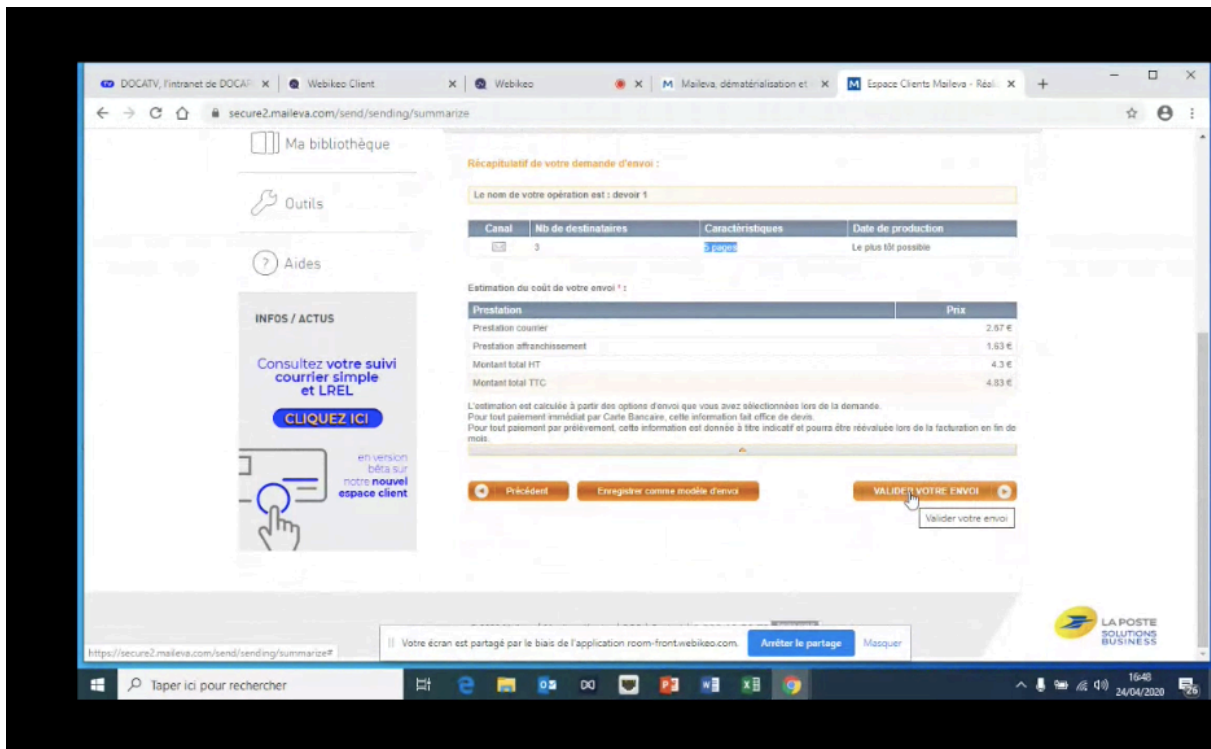 DOCATV, l'intranet de DOCAP
Webikeo Client
Webikeo
Maileva, dématérialisation et
Espace Clients Maileva - Réali
secure2.maileva.com/send/sending/summarize
Ma bibliothèque
Outils
Aides
INFOS / ACTUS
Consultez votre suivi
courrier simple
et LREL
CLIQUEZ ICI
en version
bêta sur
notre nouvel
espace client
Récapitulatif de votre demande d'envoi :
Le nom de votre opération est : devoir 1
Canal Nb de destinataires Caractéristiques Date de production
3 5 pages Le plus tôt possible
Estimation du coût de votre envoi * :
Prestation Prix
Prestation courrier 2.67 €
Prestation affranchissement 1.63 €
Montant total HT 4.3 €
Montant total TTC 4.83 €
L'estimation est calculée à partir des options d'envoi que vous avez sélectionnées lors de la demande.
Pour tout paiement immédiat par Carte Bancaire, cette information fait office de devis.
Pour tout paiement par prélèvement, cette information est donnée à titre indicatif et pourra être réévaluée lors de la facturation en fin de
mois.
Précédent Enregistrer comme modèle d'envoi VALIDER VOTRE ENVOI
Valider votre envoi
LA POSTE
SOLUTIONS
BUSINESS
Votre écran est partagé par le biais de l'application room-front.webikeo.com. Arrêter le partage Masquer
https://secure2.maileva.com/send/sending/summarize#
Taper ici pour rechercher
16:48
24/04/2020
26